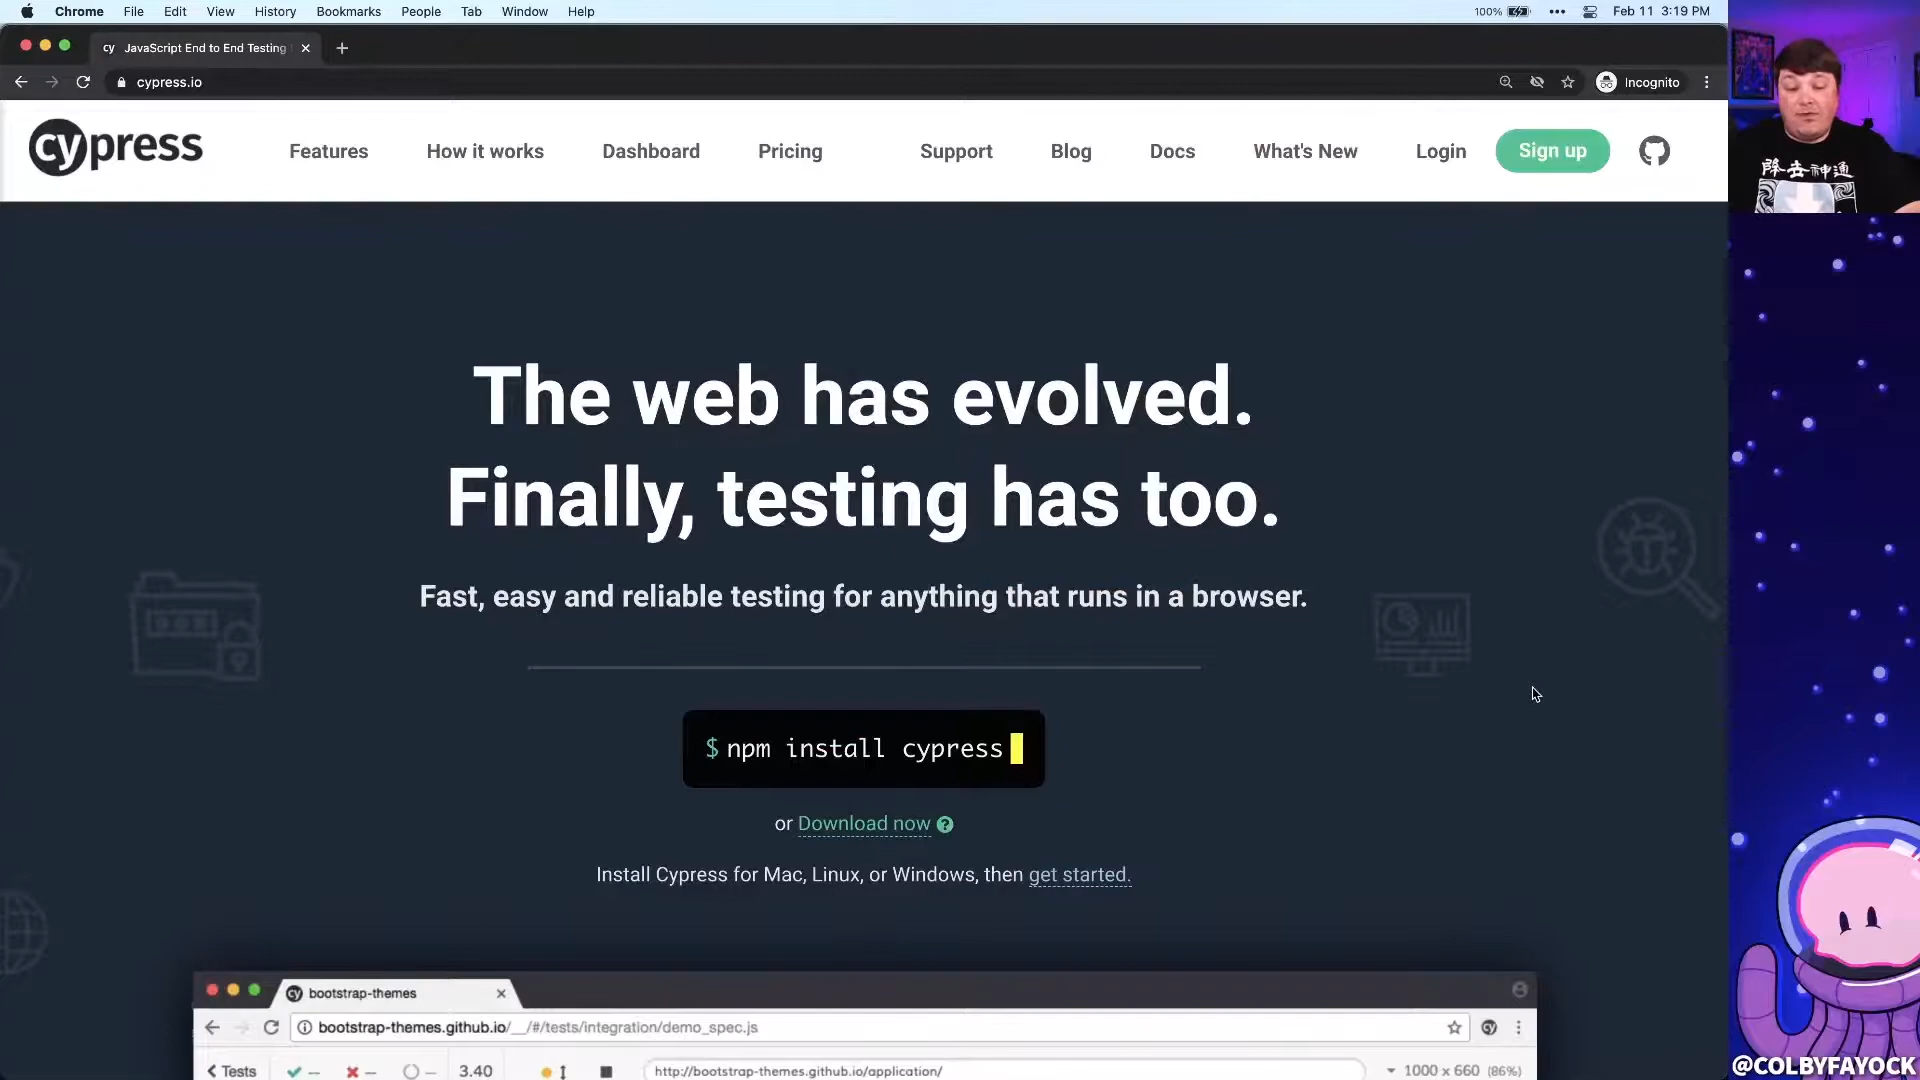 Chrome File Edit View History Bookmarks People Tab Window Help
100% Feb 11 3:19 PM
cy JavaScript End to End Testing
cypress.io
Incognito
cypress
Features
How it works
Dashboard
Pricing
Support
Blog
Docs
What's New
Login
Sign up
The web has evolved.
Finally, testing has too.
Fast, easy and reliable testing for anything that runs in a browser.
$ npm install cypress
or Download now ?
Install Cypress for Mac, Linux, or Windows, then get started.
cy bootstrap-themes
bootstrap-themes.github.io/__/#/tests/integration/demo_spec.js
cy
Tests -- -- -- 3.40
http://bootstrap-themes.github.io/application/
1000 x 660 (86%)
神通
@COLBYFAYOCK